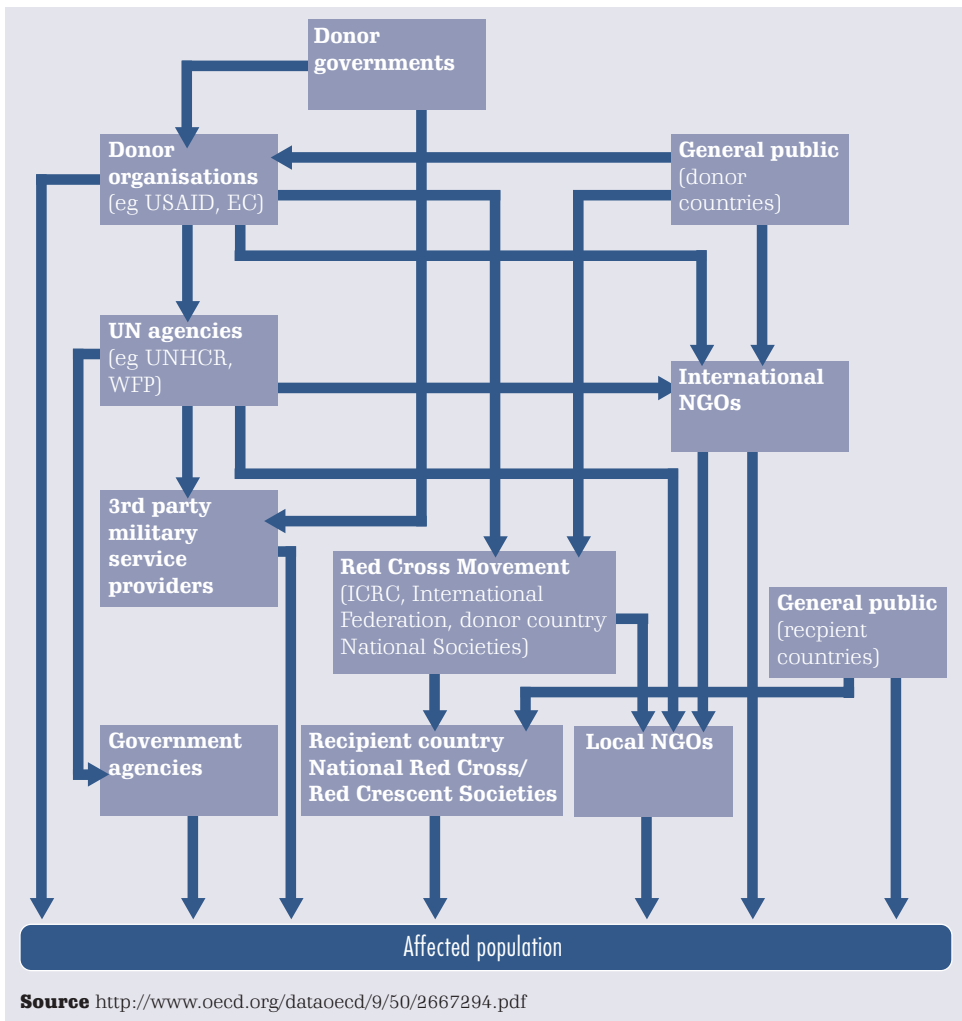 Donor
governments
Donor
organisations
(eg USAID, EC)
General public
(donor
countries)
UN agencies
(eg UNHCR,
WFP)
International
NGOs
3rd party
military
service
providers
Red Cross Movement
(ICRC, International
Federation, donor country
National Societies)
General public
(recpient
countries)
Government
agencies
Recipient country
National Red Cross/
Red Crescent Societies
Local NGOs
Affected population
Source http://www.oecd.org/dataoecd/9/50/2667294.pdf